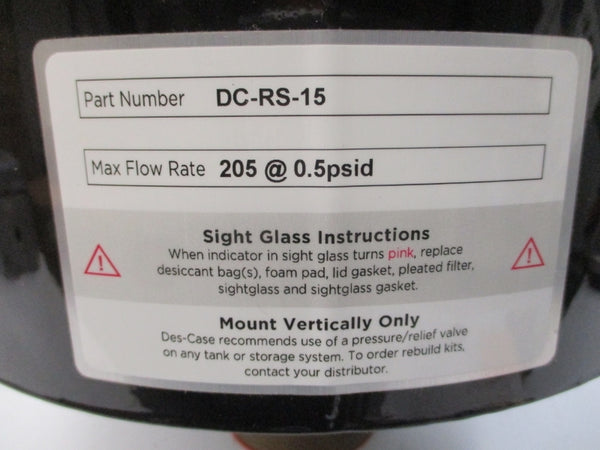 Part Number DC-RS-15
Max Flow Rate 205 @ 0.5psid
Sight Glass Instructions
When indicator in sight glass turns pink, replace
desiccant bag(s), foam pad, lid gasket, pleated filter,
sightglass and sightglass gasket.
Mount Vertically Only
Des-Case recommends use of a pressure/relief valve
on any tank or storage system. To order rebuild kits,
contact your distributor.